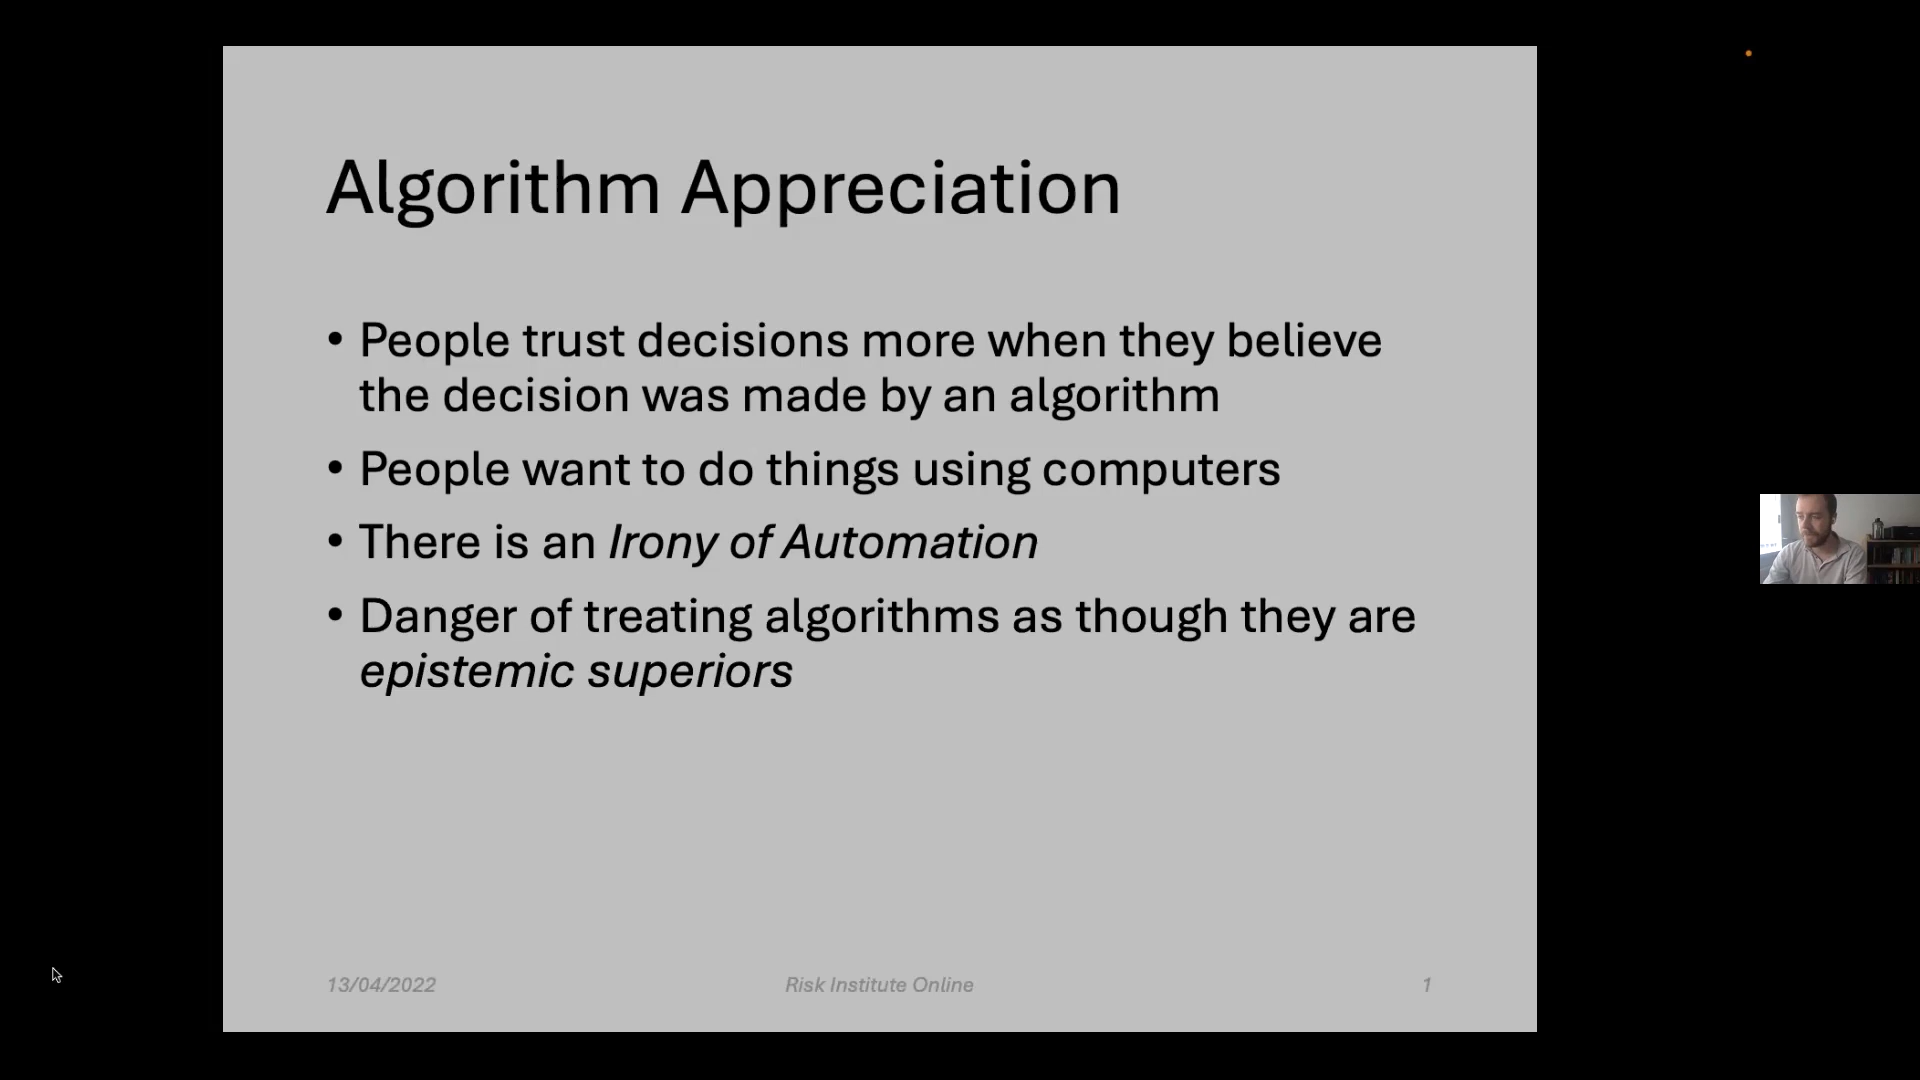 Algorithm Appreciation
• People trust decisions more when they believe
the decision was made by an algorithm
• People want to do things using computers
• There is an Irony of Automation
• Danger of treating algorithms as though they are
epistemic superiors
13/04/2022 Risk Institute Online 1